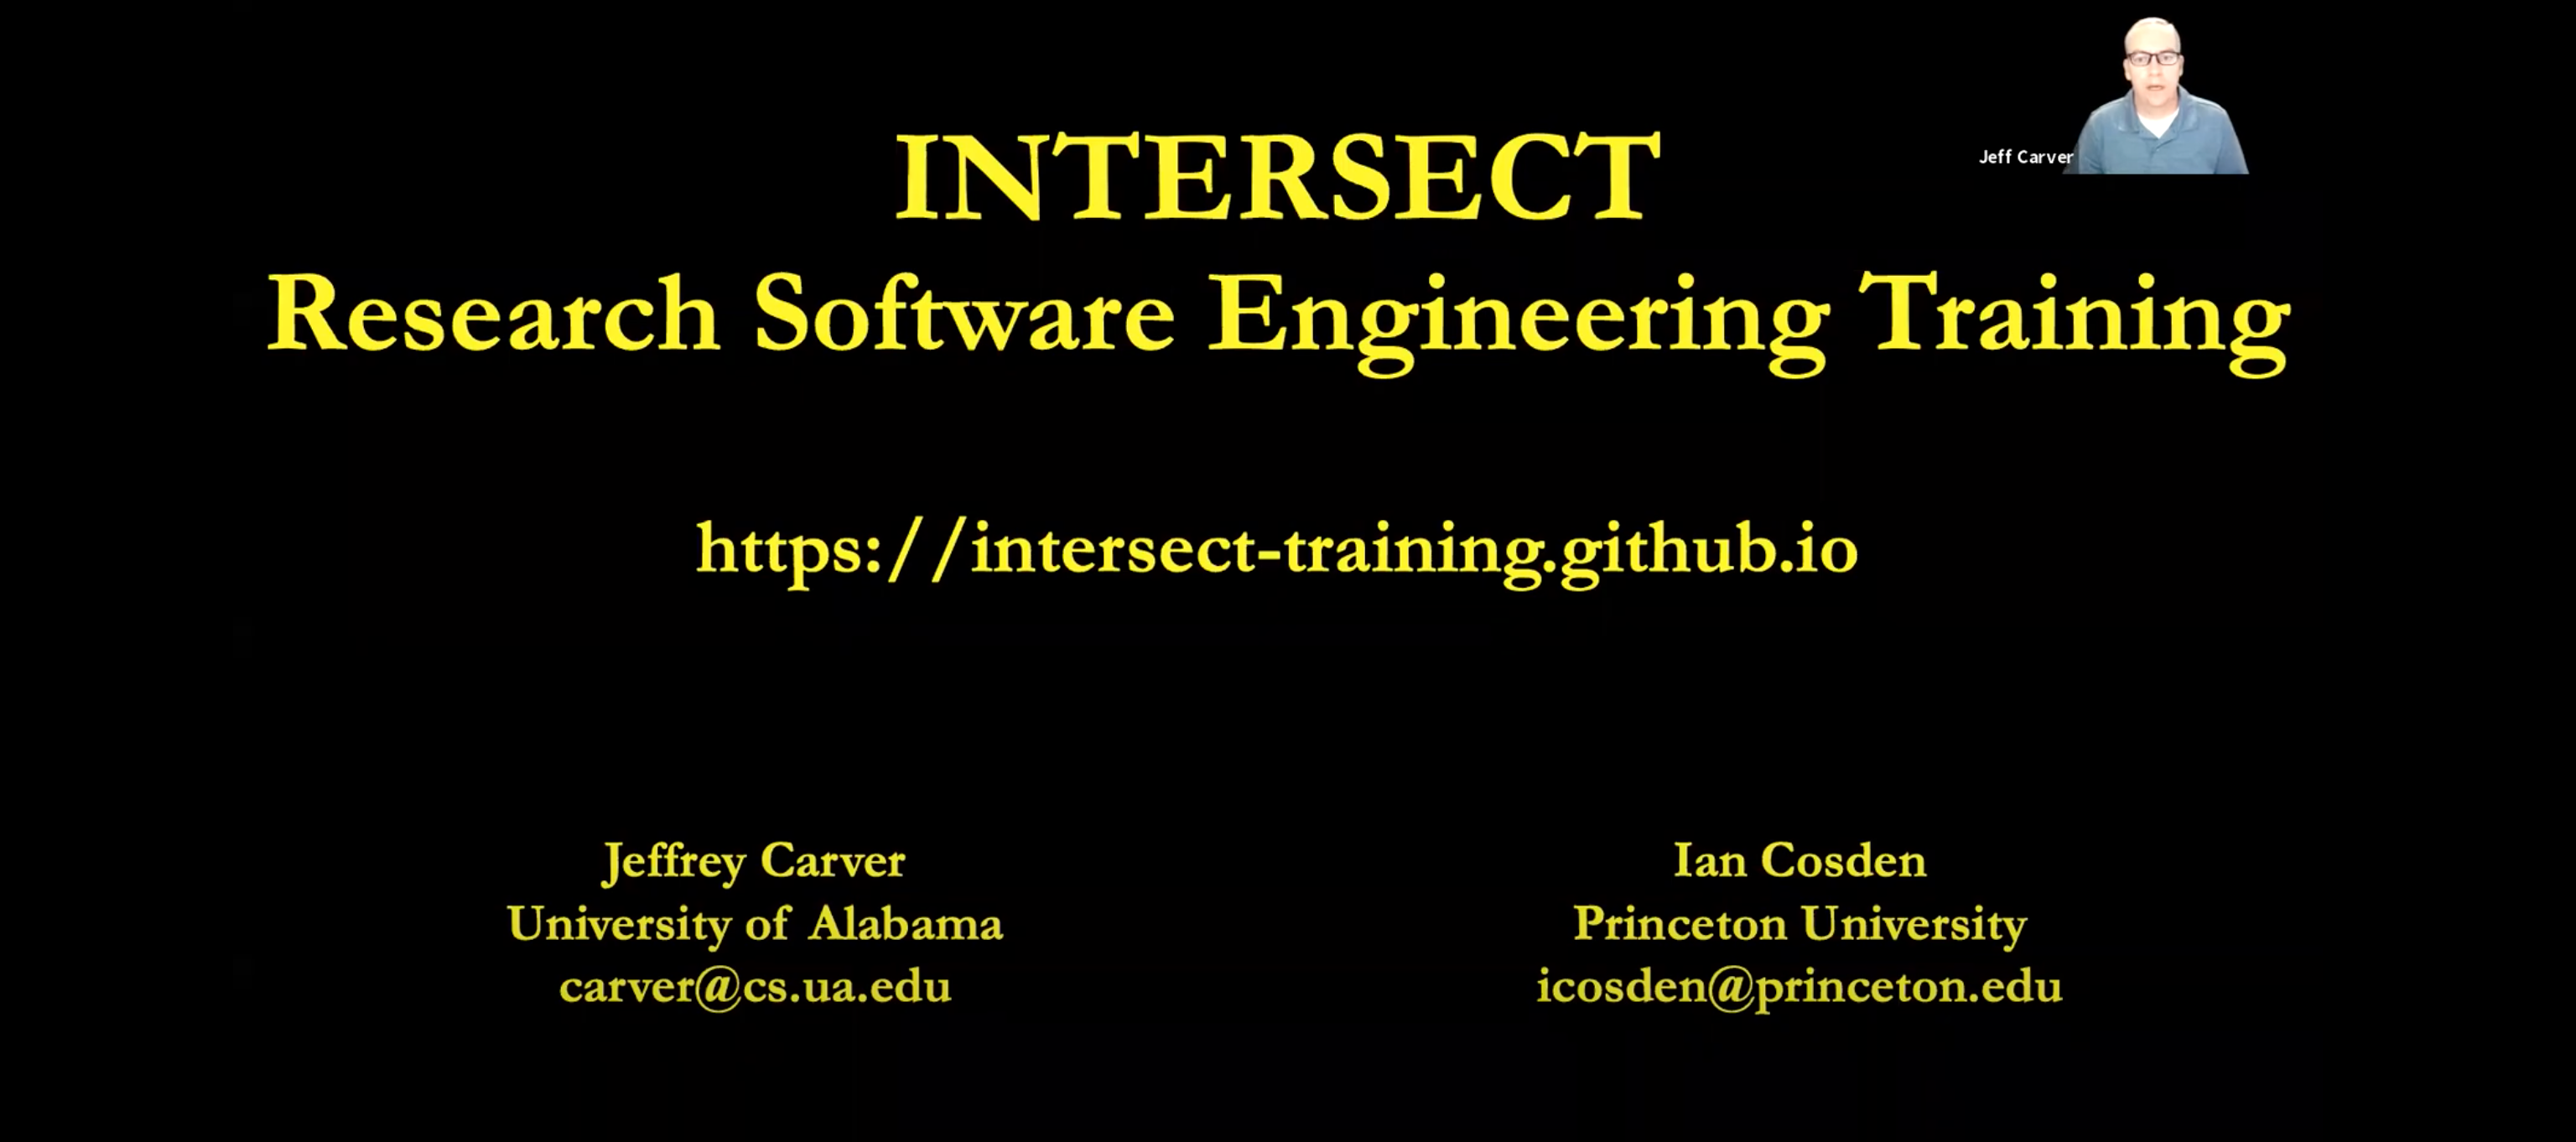 INTERSECT
Jeff Carver
Research Software Engineering Training
https://intersect-training.github.io
Jeffrey Carver
University of Alabama
carver@cs.ua.edu
Ian Cosden
Princeton University
icosden@princeton.edu